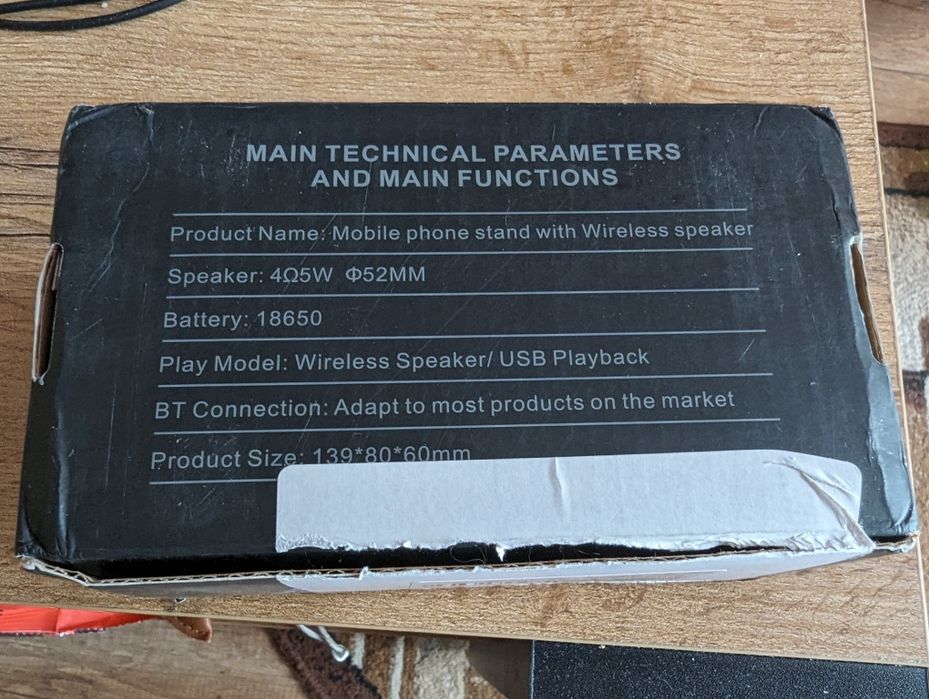 MAIN TECHNICAL PARAMETERS
AND MAIN FUNCTIONS
Product Name: Mobile phone stand with Wireless speaker
Speaker: 4Ω5W Φ52MM
Battery: 18650
Play Model: Wireless Speaker/ USB Playback
BT Connection: Adapt to most products on the market
Product Size: 139*80*60mm